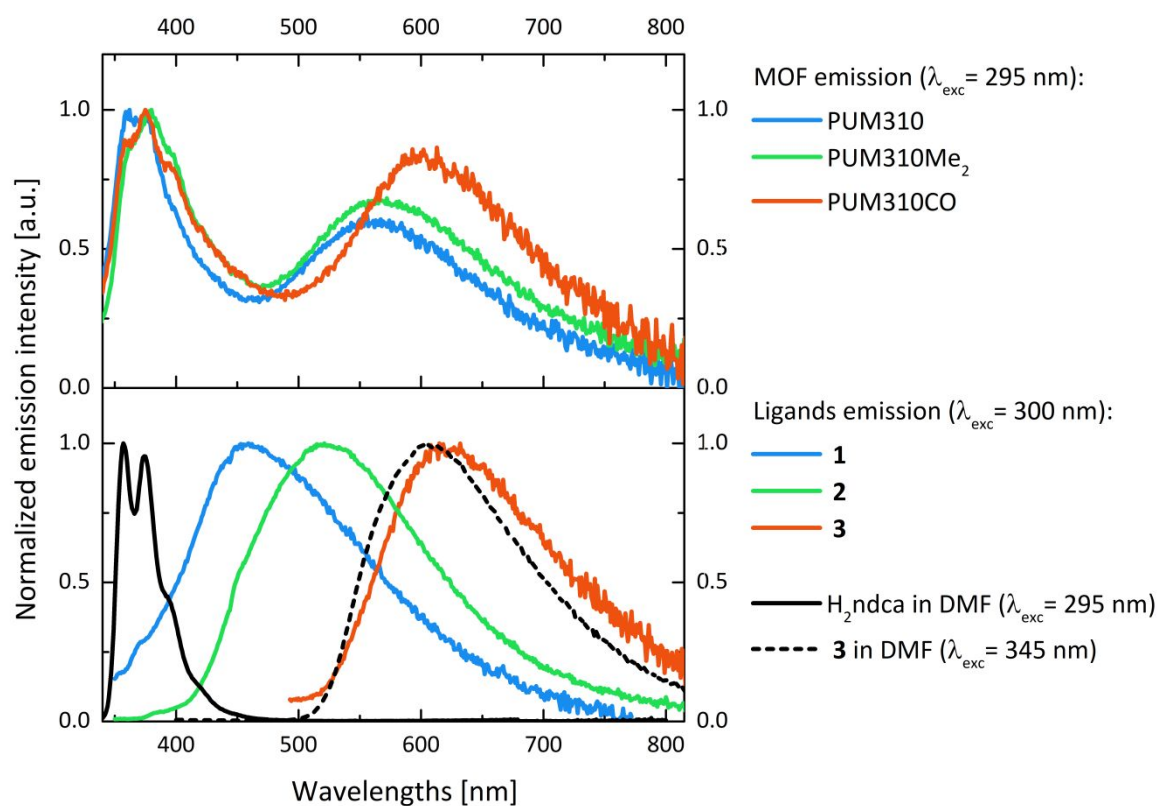 400 500 600 700 800
1.0 1.0
0.5 0.5
0.0 0.0
1.0 1.0
0.5 0.5
0.0 0.0
400 500 600 700 800
Wavelengths [nm]
Normalized emission intensity [a.u.]
MOF emission (λexc= 295 nm):
PUM310
PUM310Me2
PUM310CO
Ligands emission (λexc= 300 nm):
1
2
3
H2ndca in DMF (λexc= 295 nm)
3 in DMF (λexc= 345 nm)